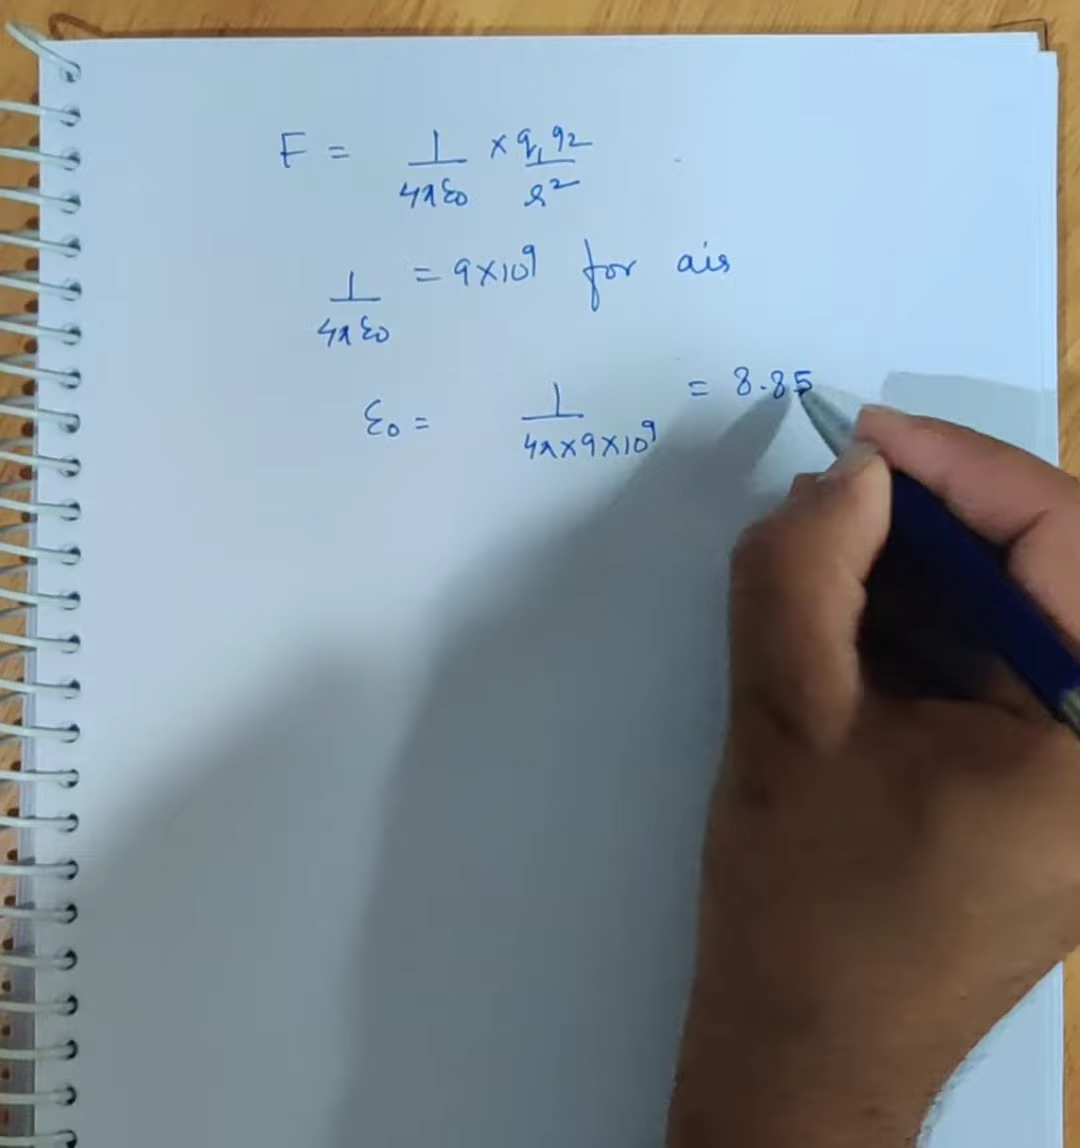 F = 1/4πε0 × q1q2/r²
1/4πε0 = 9×10⁹ for air
ε0 = 1/4π×9×10⁹ = 8.85